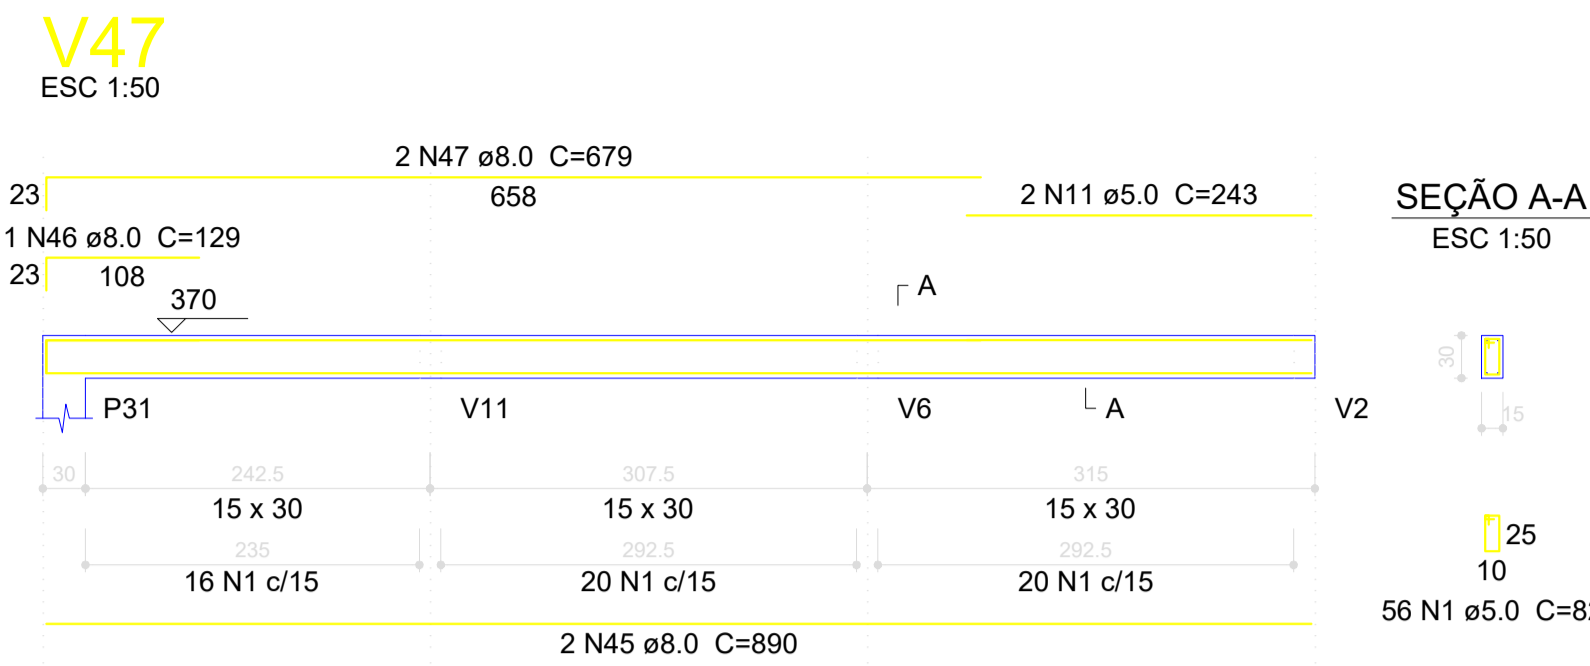 V47
ESC 1:50
2 N47 ø8.0 C=679
23
658
2 N11 ø5.0 C=243
1 N46 ø8.0 C=129
23
108
370
A
SEÇÃO A-A
ESC 1:50
30
15
P31
V11
V6
A
V2
30
242.5
307.5
315
15 x 30
15 x 30
15 x 30
235
292.5
292.5
16 N1 c/15
20 N1 c/15
20 N1 c/15
25
10
56 N1 ø5.0
2 N45 ø8.0 C=890